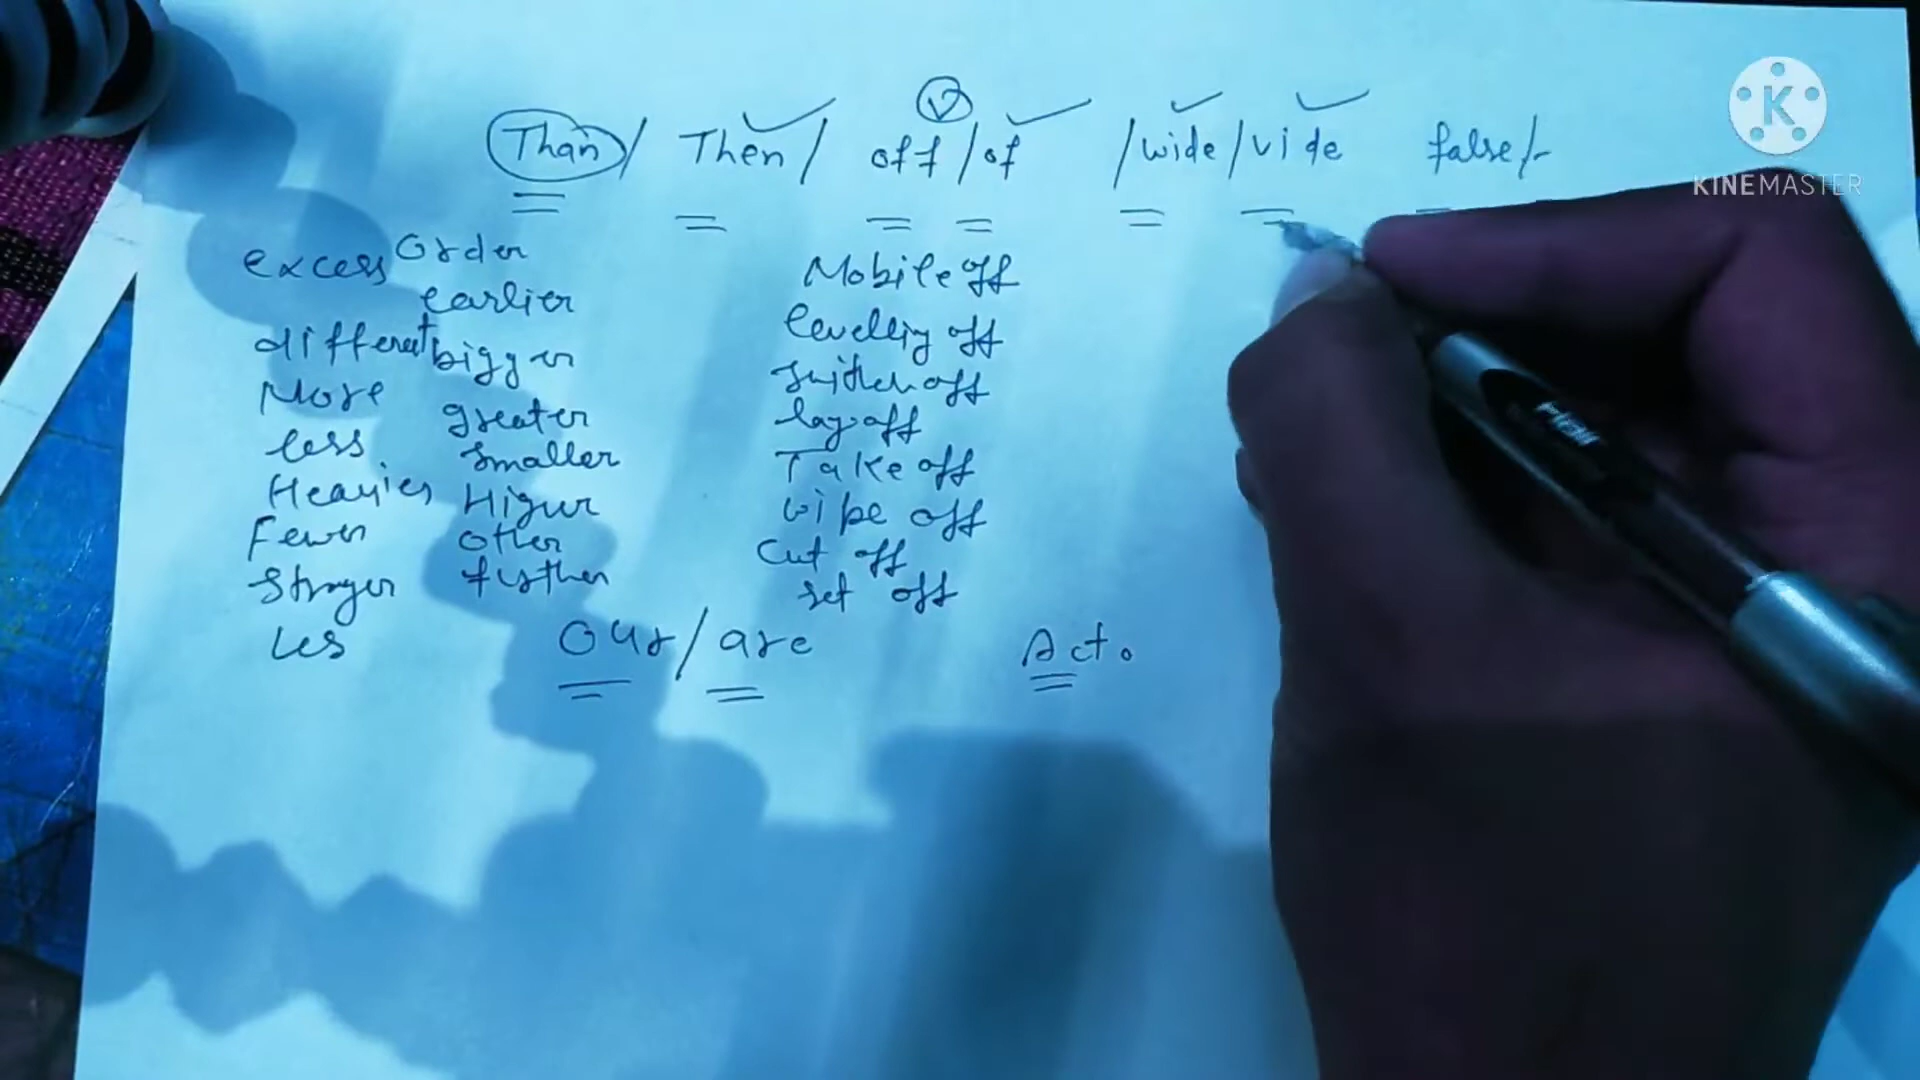 Than / Then / off / of / wide / vide false /
K
KINEMASTER
excess Order
earlier
different bigger
More greater
less smaller
Heavier Higher
Fewer Other
Stronger further
Les
Mobile off
levelling off
switch off
lay off
Take off
wipe off
Cut off
set off
Our / are Act.